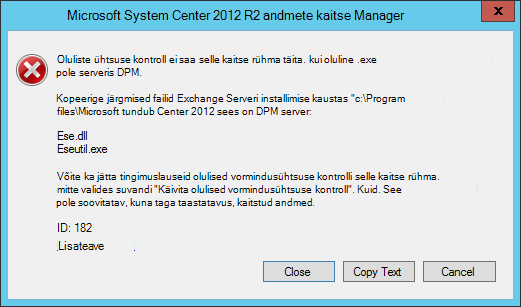 Microsoft System Center 2012 R2 andmete kaitse Manager
x
Oluliste ühtsuse kontroll ei saa selle kaitse rühma täita. kui oluline .exe
pole serveris DPM.
Kopeerige järgmised failid Exchange Serveri installimise kaustas "c:\Program
files\Microsoft tundub Center 2012 sees on DPM server:
Ese.dll
Eseutil.exe
Võite ka jätta tingimuslauseid olulised vormindusühtsuse kontrolli selle kaitse rühma.
mitte valides suvandi "Käivita olulised vormindusühtsuse kontroll". Kuid. See
pole soovitatav, kuna taga taastatavus, kaitstud andmed.
ID: 182
Lisateave
Close Copy Text Cancel